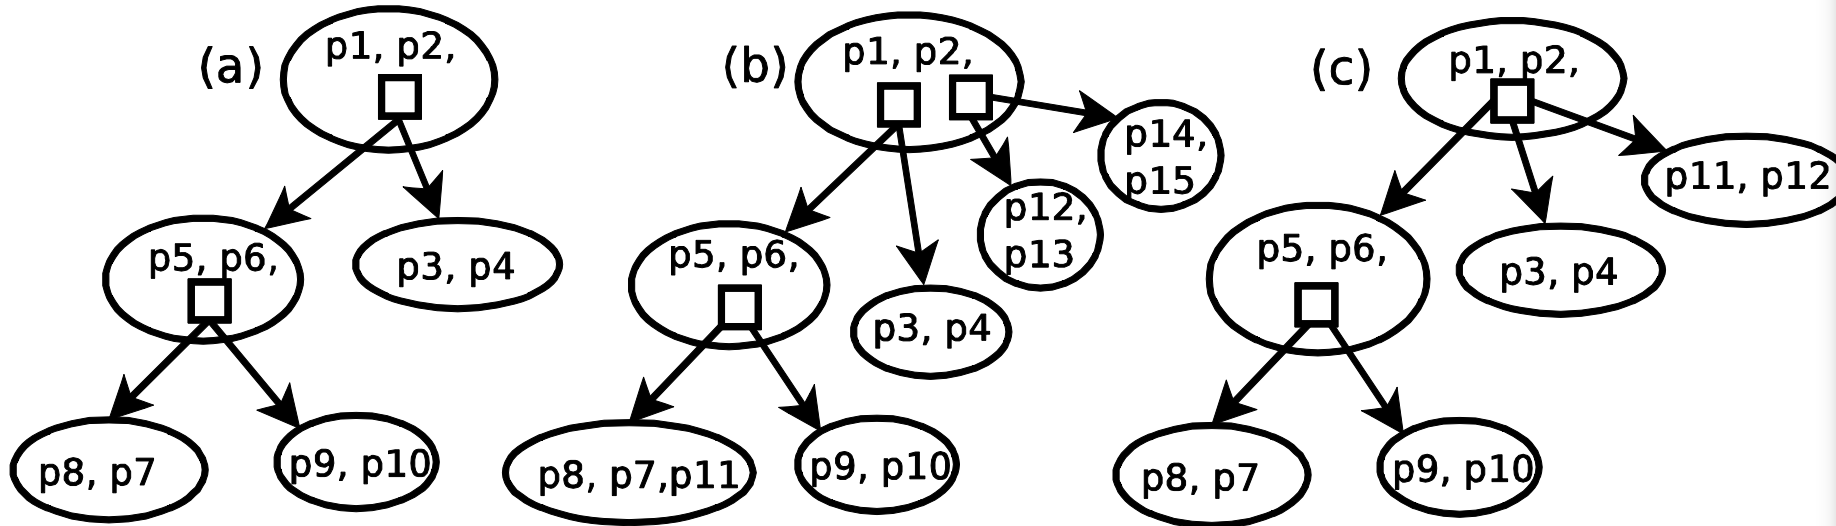 (a)
p1, p2,
p5, p6,
p3, p4
p8, p7
p9, p10
(b)
p1, p2,
p14,
p15
p12,
p13
p5, p6,
p3, p4
p8, p7,p11
p9, p10
(c)
p1, p2,
p11, p12
p5, p6,
p3, p4
p8, p7
p9, p10